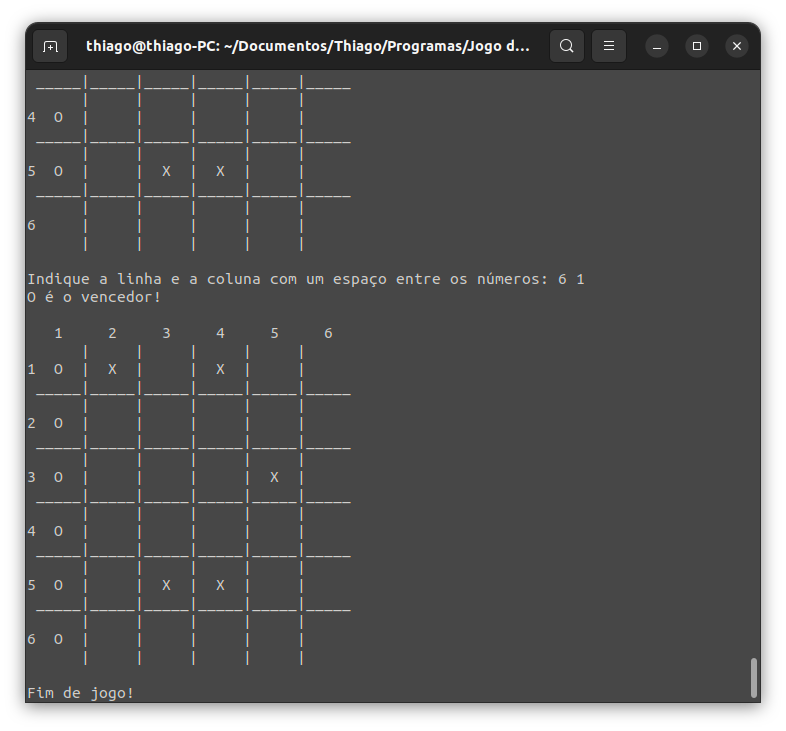 thiago@thiago-PC: ~/Documentos/Thiago/Programas/Jogo d...
_____|_____|_____|_____|_____|_____
     |     |     |     |     |
4  O  |     |     |     |     |
_____|_____|_____|_____|_____|_____
     |     |     |     |     |
5  O  |     |  X  |  X  |     |
_____|_____|_____|_____|_____|_____
     |     |     |     |     |
6     |     |     |     |     |
     |     |     |     |     |
Indique a linha e a coluna com um espaço entre os números: 6 1
O é o vencedor!
1     2     3     4     5     6
     |     |     |     |     |
1  O  |  X  |     |  X  |     |
_____|_____|_____|_____|_____|_____
     |     |     |     |     |
2  O  |     |     |     |     |
_____|_____|_____|_____|_____|_____
     |     |     |     |     |
3  O  |     |     |     |  X  |
_____|_____|_____|_____|_____|_____
     |     |     |     |     |
4  O  |     |     |     |     |
_____|_____|_____|_____|_____|_____
     |     |     |     |     |
5  O  |     |  X  |  X  |     |
_____|_____|_____|_____|_____|_____
     |     |     |     |     |
6  O  |     |     |     |     |
     |     |     |     |     |
Fim de jogo!